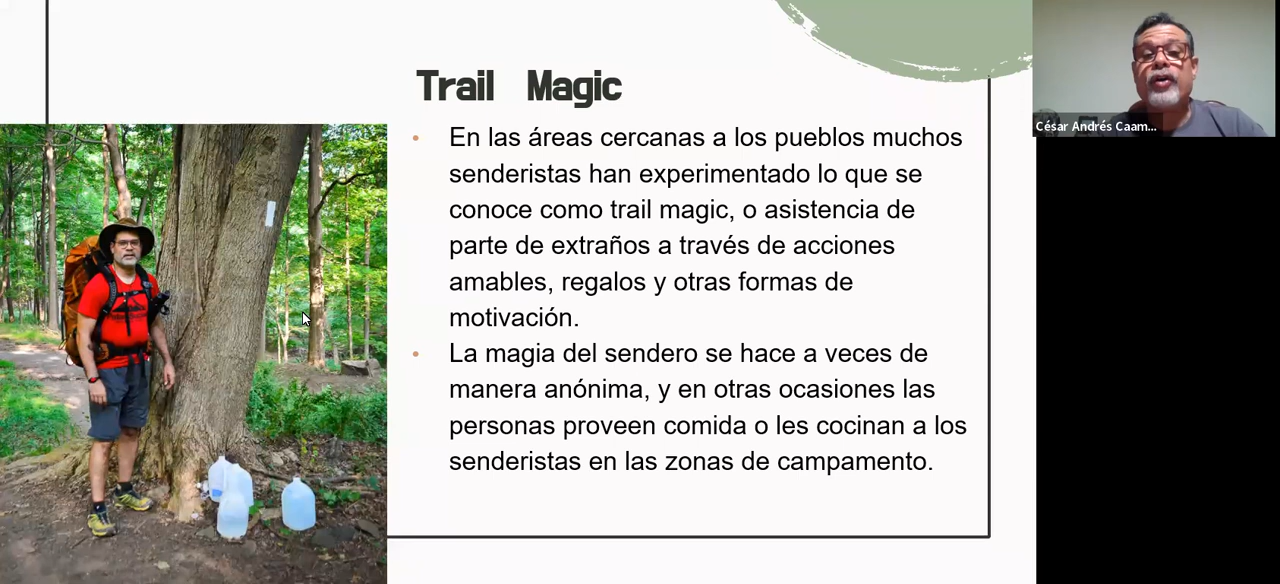 Trail Magic
En las áreas cercanas a los pueblos muchos
senderistas han experimentado lo que se
conoce como trail magic, o asistencia de
parte de extraños a través de acciones
amables, regalos y otras formas de
motivación.
La magia del sendero se hace a veces de
manera anónima, y en otras ocasiones las
personas proveen comida o les cocinan a los
senderistas en las zonas de campamento.
César Andrés Caam...